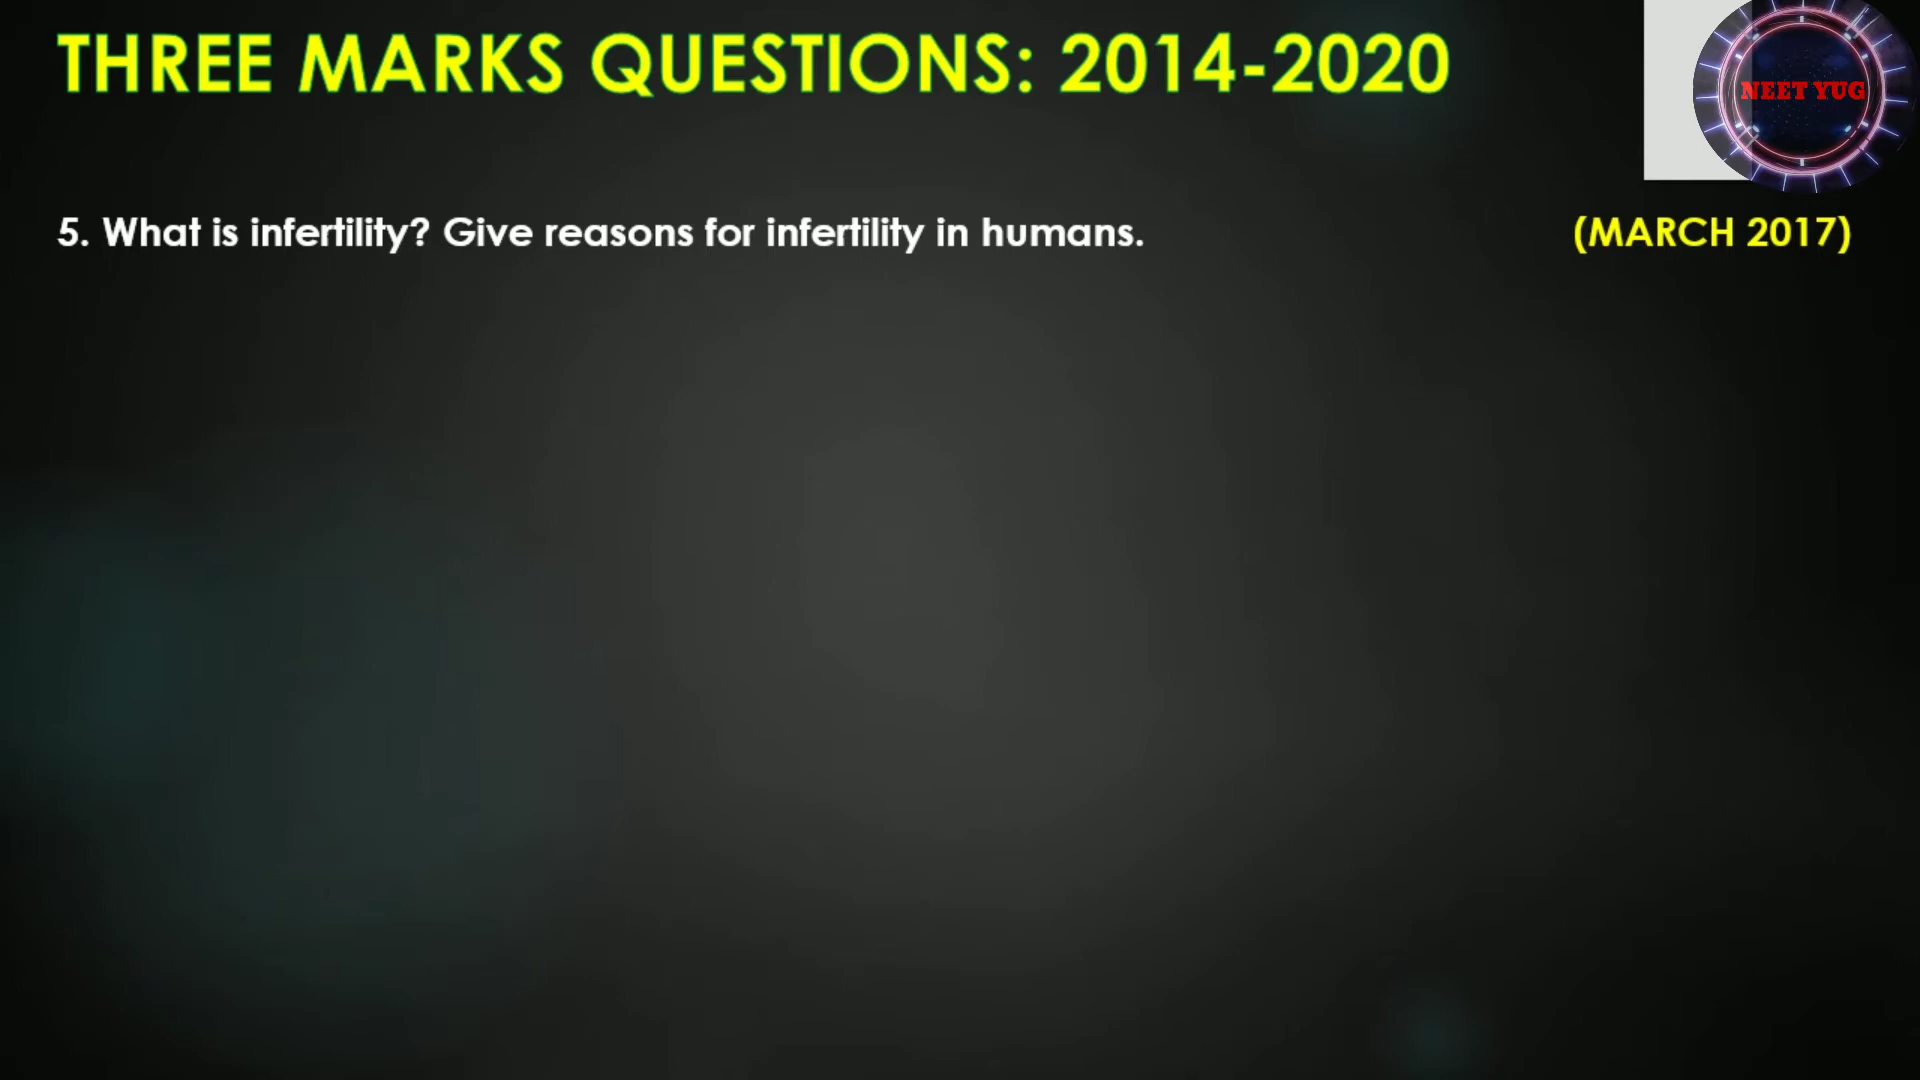 THREE MARKS QUESTIONS: 2014-2020
NEET YUG
5. What is infertility? Give reasons for infertility in humans. (MARCH 2017)